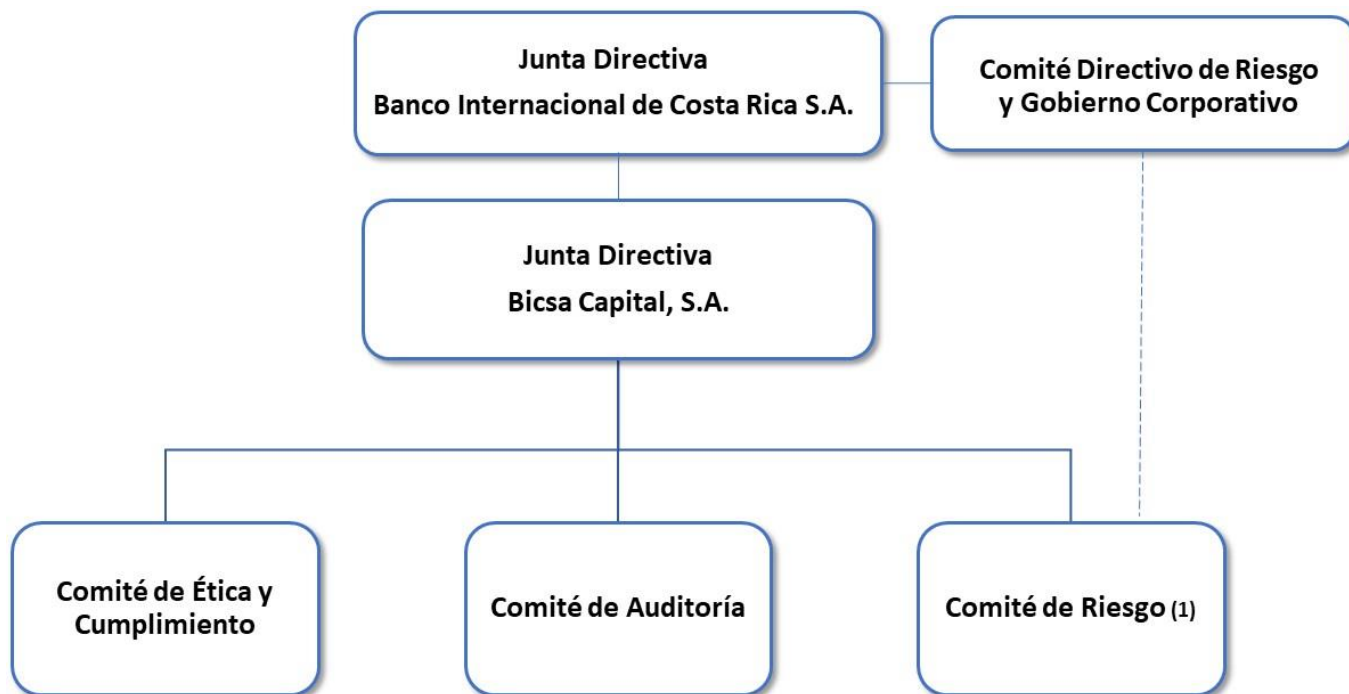 Junta Directiva
Banco Internacional de Costa Rica S.A.
Comité Directivo de Riesgo
y Gobierno Corporativo
Junta Directiva
Bicsa Capital, S.A.
Comité de Ética y
Cumplimiento
Comité de Auditoría
Comité de Riesgo (1)